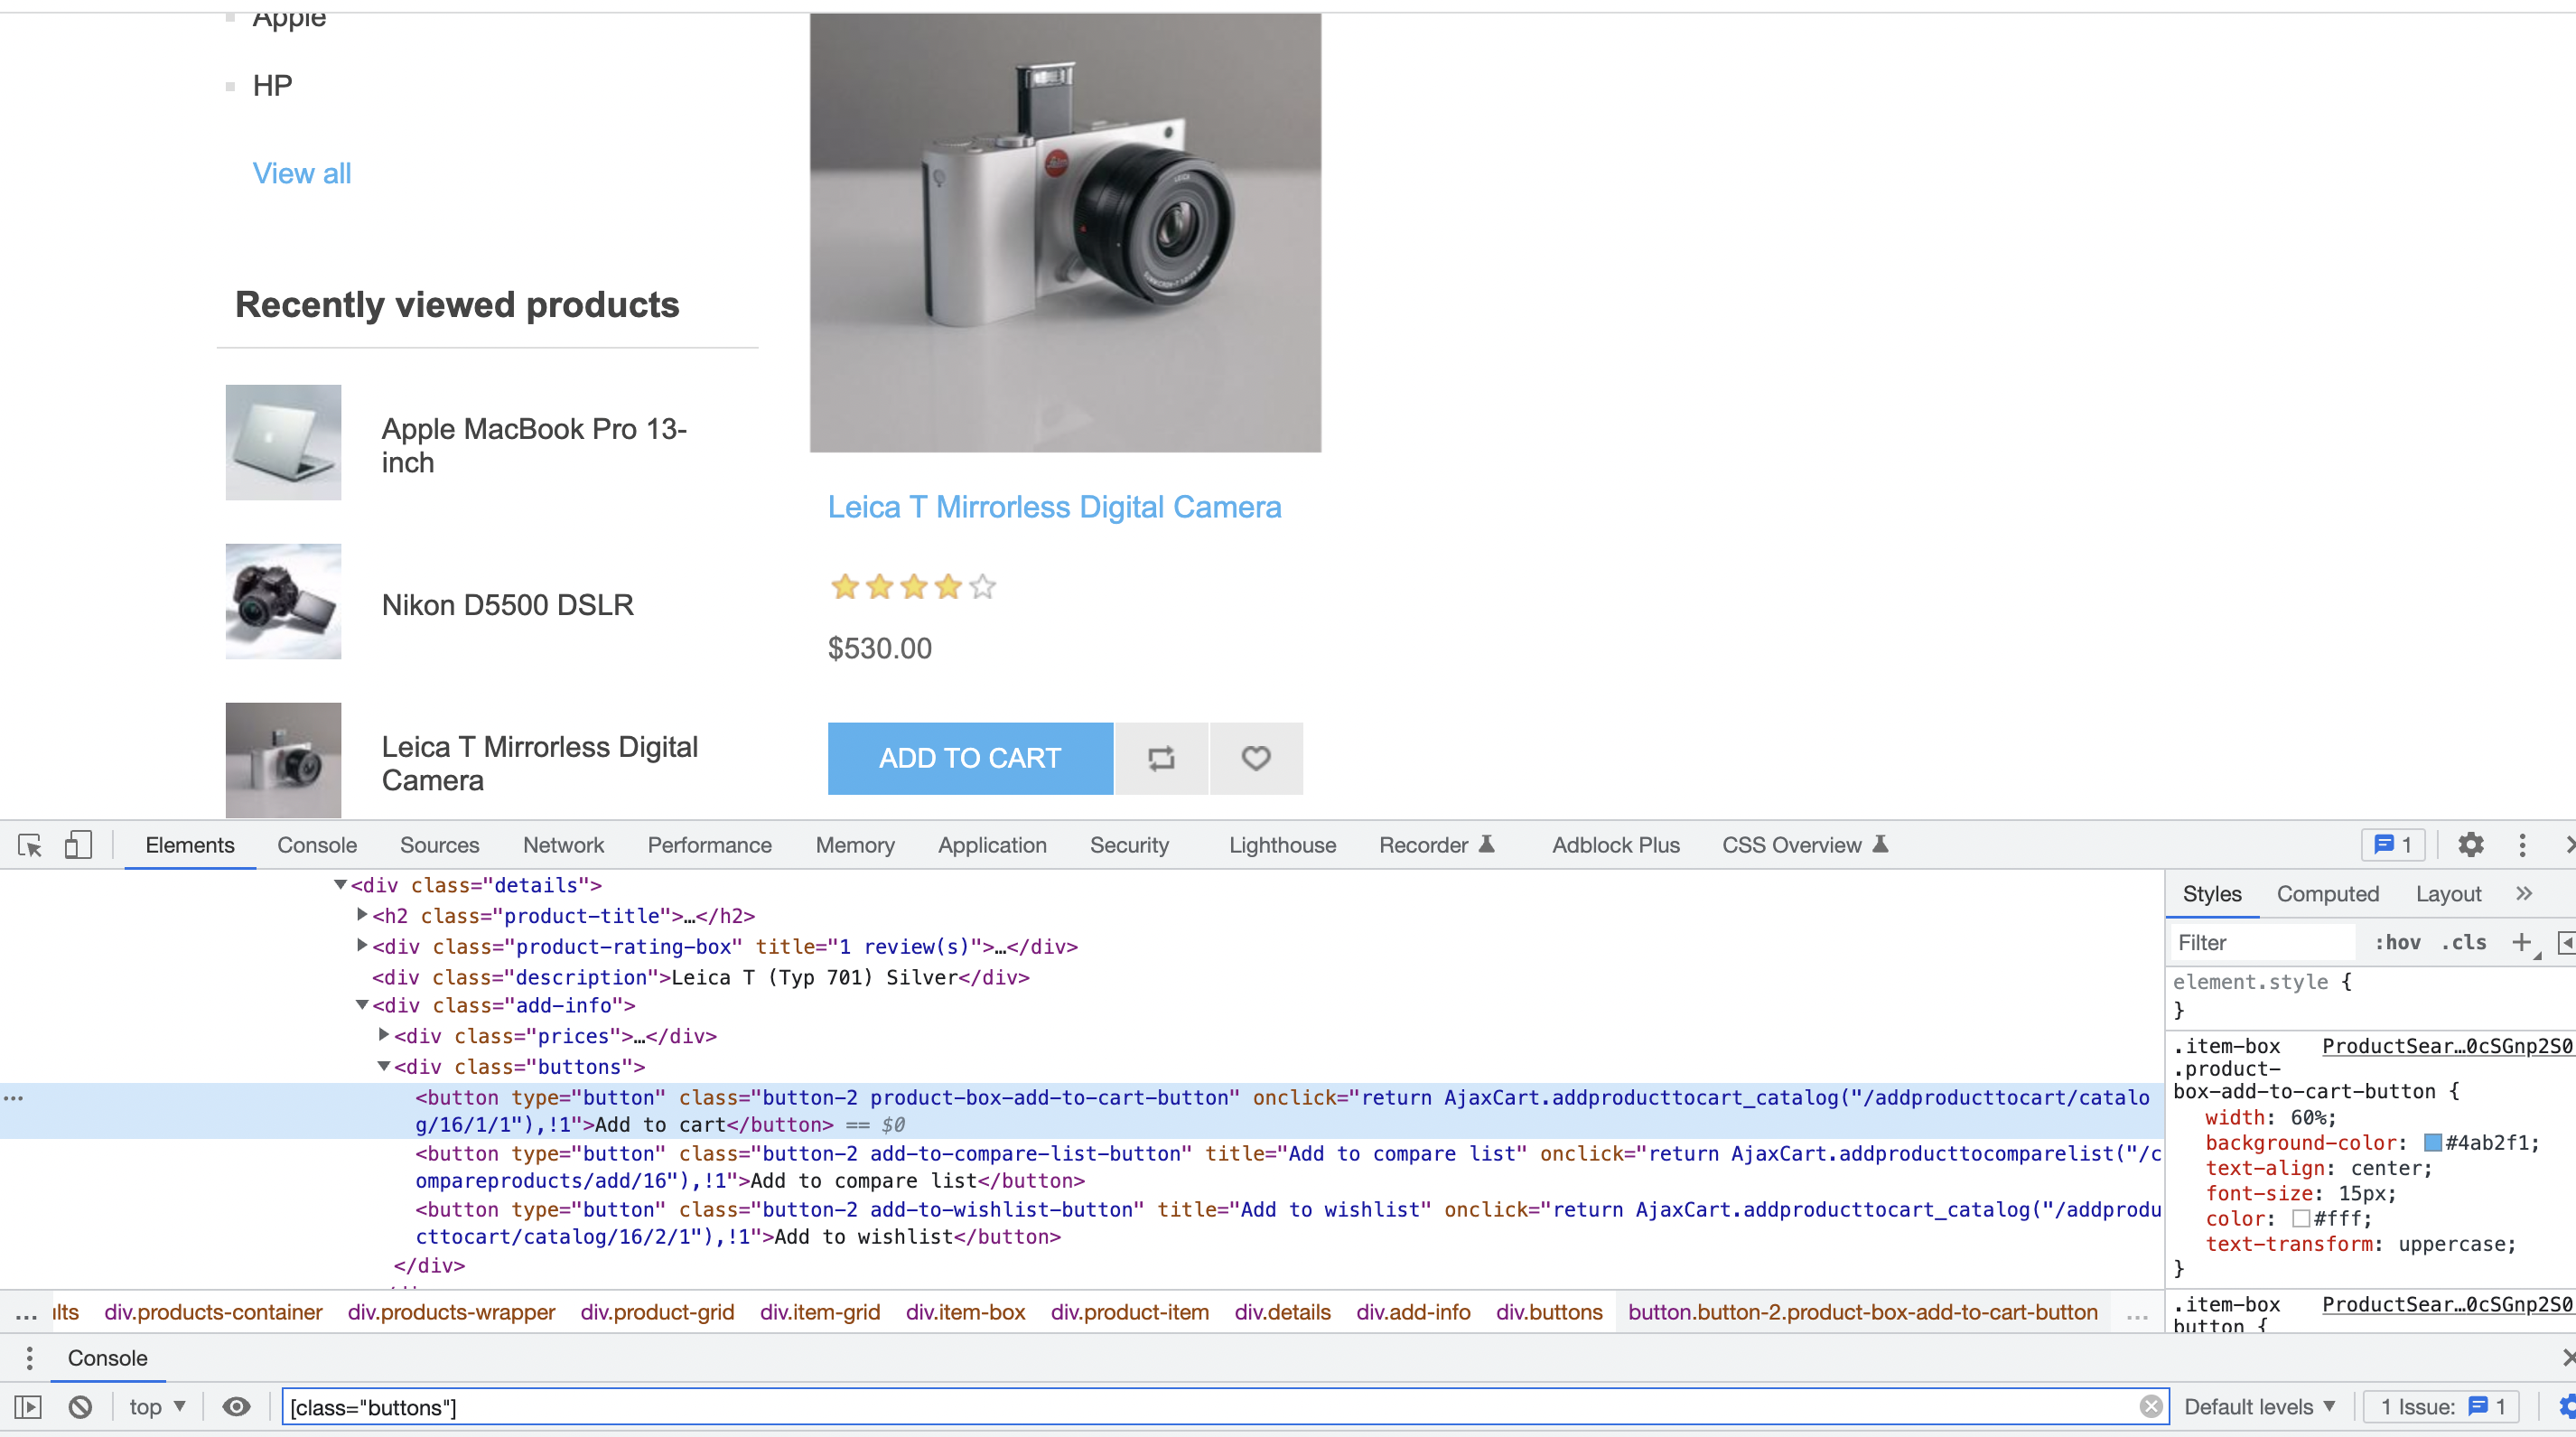 Apple
HP
View all
Recently viewed products
Apple MacBook Pro 13-
inch
Nikon D5500 DSLR
Leica T Mirrorless Digital
Camera
Leica T Mirrorless Digital Camera
$530.00
ADD TO CART
Elements Console Sources Network Performance Memory Application Security Lighthouse Recorder Adblock Plus CSS Overview 1
<div class="details">
<h2 class="product-title">…</h2>
<div class="product-rating-box" title="1 review(s)">…</div>
<div class="description">Leica T (Typ 701) Silver</div>
<div class="add-info">
<div class="prices">…</div>
<div class="buttons">
<button type="button" class="button-2 product-box-add-to-cart-button" onclick="return AjaxCart.addproducttocart_catalog("/addproducttocart/catalo
g/16/1/1"),!1">Add to cart</button> == $0
<button type="button" class="button-2 add-to-compare-list-button" title="Add to compare list" onclick="return AjaxCart.addproducttocomparelist("/c
ompareproducts/add/16"),!1">Add to compare list</button>
<button type="button" class="button-2 add-to-wishlist-button" title="Add to wishlist" onclick="return AjaxCart.addproducttocart_catalog("/addprodu
cttocart/catalog/16/2/1"),!1">Add to wishlist</button>
</div>
… ults div.products-container div.products-wrapper div.product-grid div.item-grid div.item-box div.product-item div.details div.add-info div.buttons button.button-2.product-box-add-to-cart-button …
Styles Computed Layout »
Filter :hov .cls +
element.style {
}
.item-box ProductSear…0cSGnp2S0
.product-
box-add-to-cart-button {
width: 60%;
background-color: #4ab2f1;
text-align: center;
font-size: 15px;
color: #fff;
text-transform: uppercase;
}
.item-box ProductSear…0cSGnp2S0
button {
Console
top [class="buttons"] Default levels 1 Issue: 1